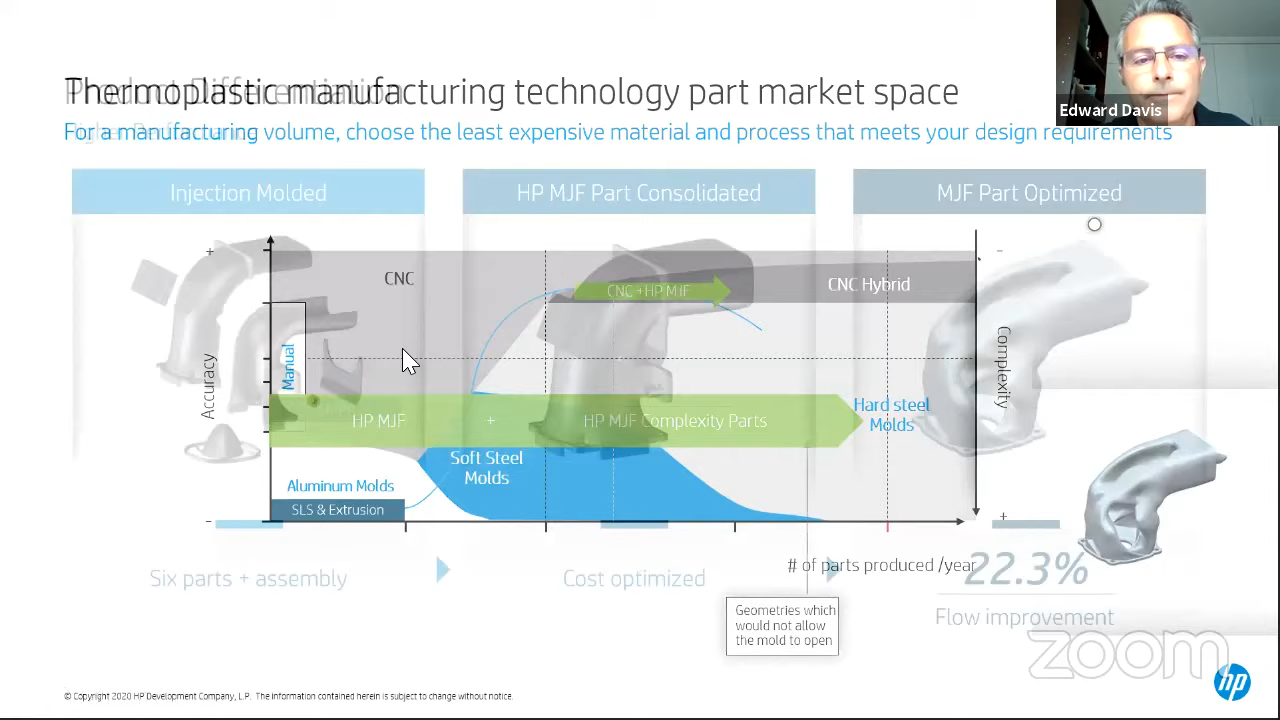 Edward Davis
Thermoplastic manufacturing technology part market space
Product Differentiation
For a manufacturing volume, choose the least expensive material and process that meets your design requirements
Injection Molded
HP MJF Part Consolidated
MJF Part Optimized
+
CNC
CNC + HP MJF
CNC Hybrid
-
Accuracy
Manual
Complexity
HP MJF
+
HP MJF Complexity Parts
Hard steel
Molds
Soft Steel
Molds
Aluminum Molds
SLS & Extrusion
-
+
# of parts produced /year
Six parts + assembly
Cost optimized
22.3%
Flow improvement
Geometries which
would not allow
the mold to open
zoom
hp
© Copyright 2020 HP Development Company, L.P. The information contained herein is subject to change without notice.